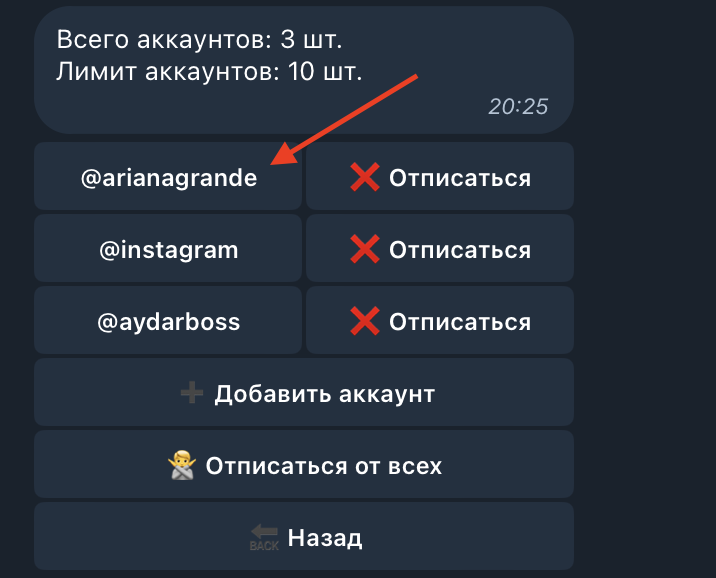 Всего аккаунтов: 3 шт.
Лимит аккаунтов: 10 шт.
20:25
@arianagrande
❌ Отписаться
@instagram
❌ Отписаться
@aydarboss
❌ Отписаться
➕ Добавить аккаунт
🙅 Отписаться от всех
BACK Назад